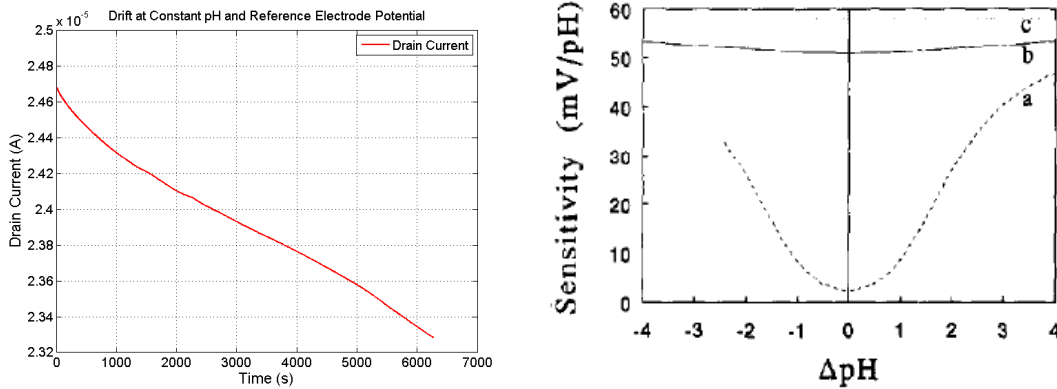 2.5 x 10⁻⁵
Drift at Constant pH and Reference Electrode Potential
Drain Current
2.48
2.46
2.44
2.42
2.4
2.38
2.36
2.34
2.32
Drain Current (A)
0 1000 2000 3000 4000 5000 6000 7000
Time (s)
60
50
40
30
20
10
0
Sensitivity (mV/pH)
c
b
a
-4 -3 -2 -1 0 1 2 3 4
ΔpH